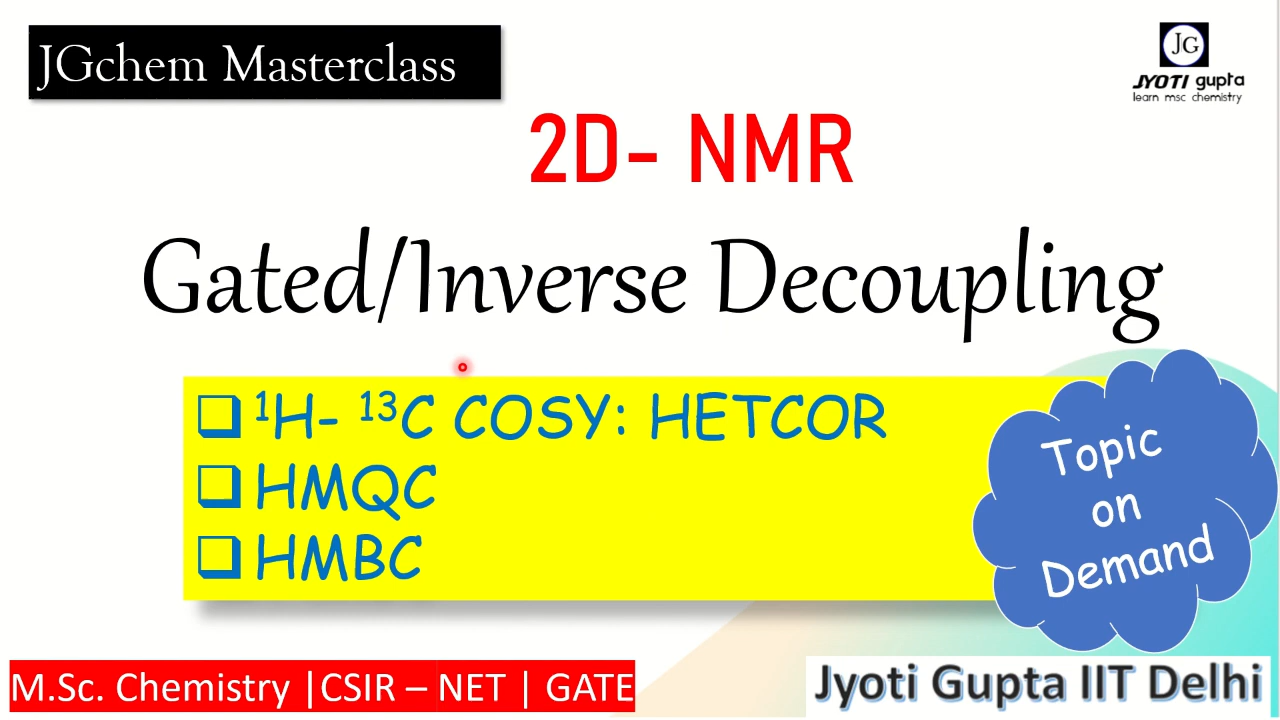 JGchem Masterclass
JG
JYOTI gupta
learn msc chemistry
2D- NMR
Gated/Inverse Decoupling
¹H- ¹³C COSY: HETCOR
HMQC
HMBC
Topic
on
Demand
M.Sc. Chemistry |CSIR – NET | GATE
Jyoti Gupta IIT Delhi